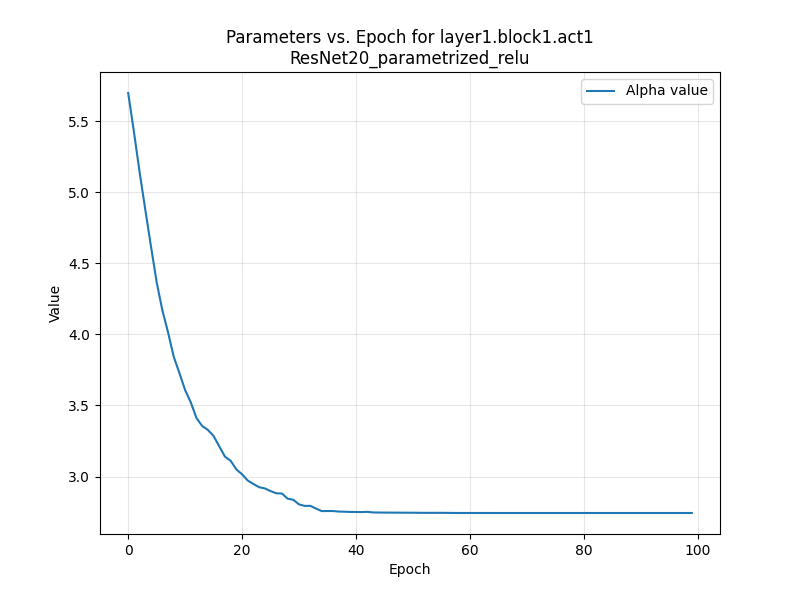 Parameters vs. Epoch for layer1.block1.act1
ResNet20_parametrized_relu
Alpha value
5.5
5.0
4.5
4.0
3.5
3.0
Value
0 20 40 60 80 100
Epoch